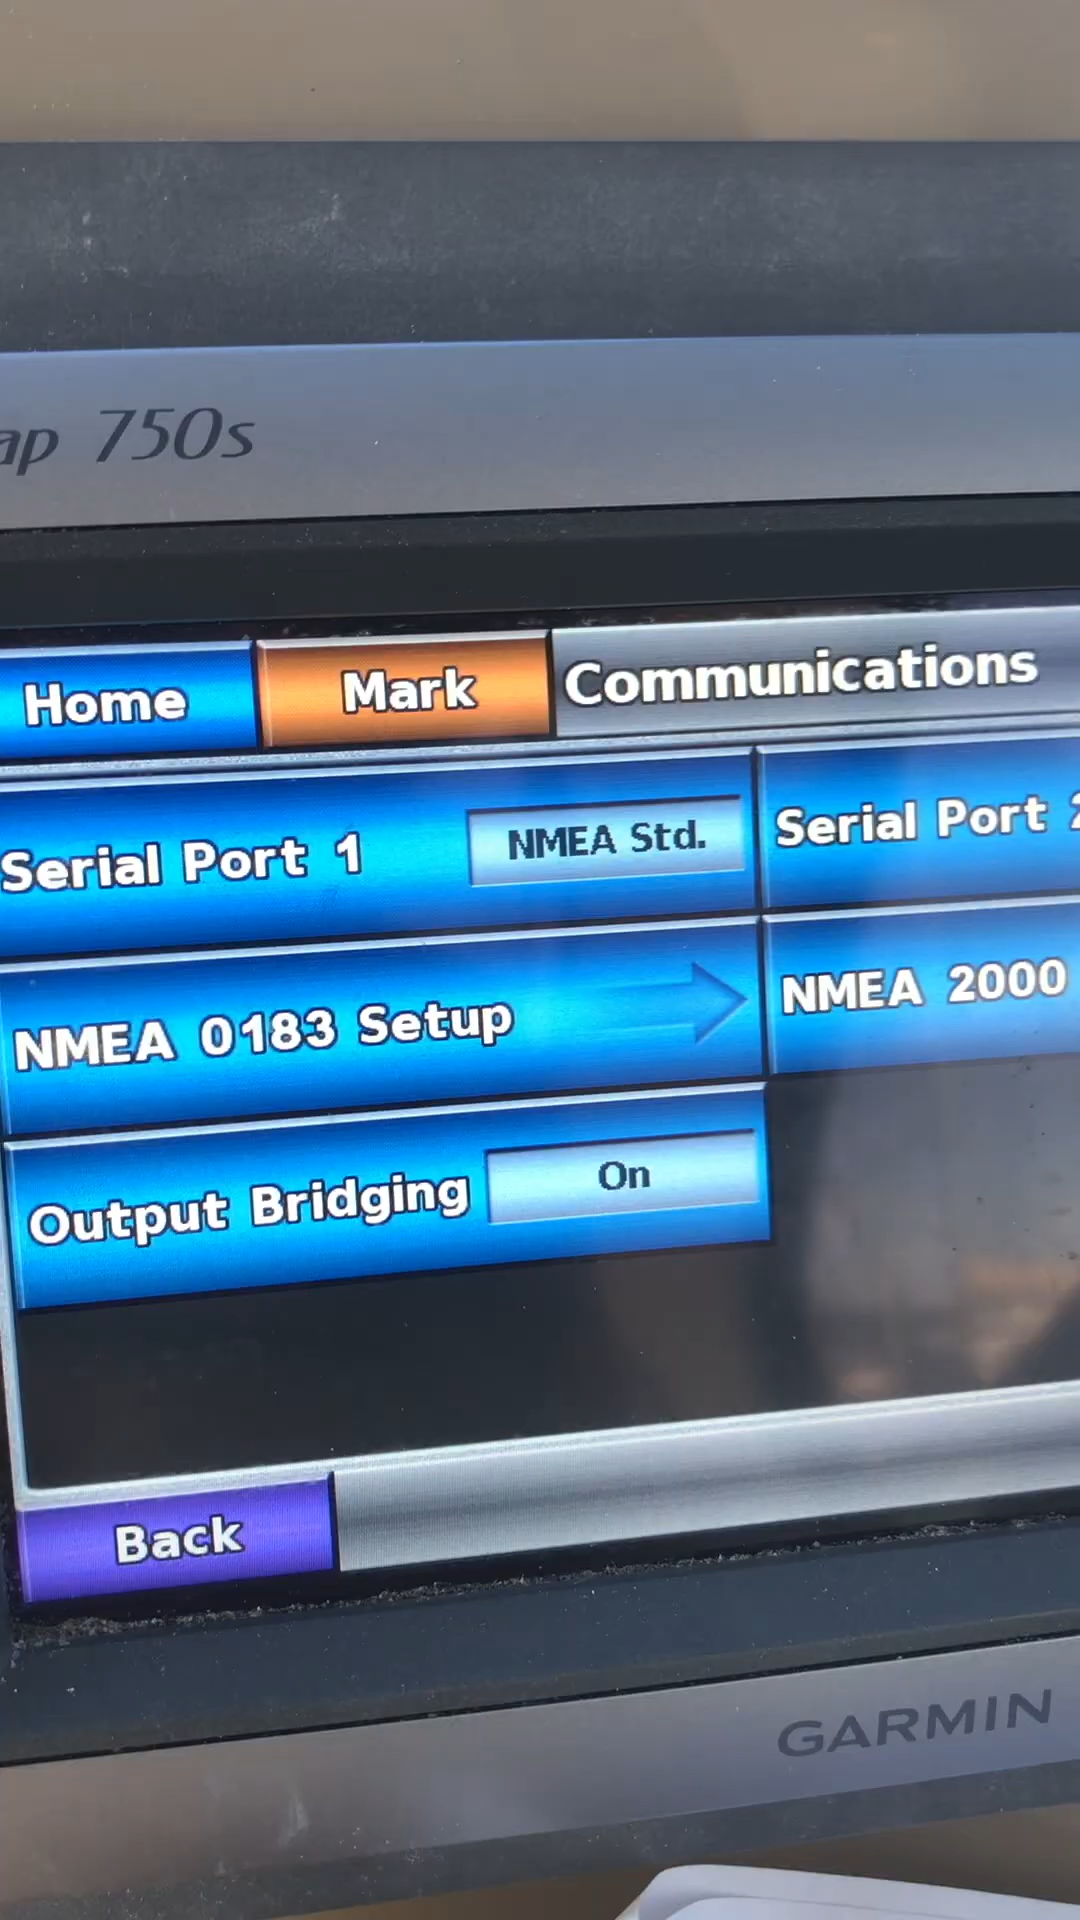 ap 750s
Home Mark Communications
Serial Port 1 NMEA Std. Serial Port 2
NMEA 0183 Setup NMEA 2000
Output Bridging On
Back
GARMIN